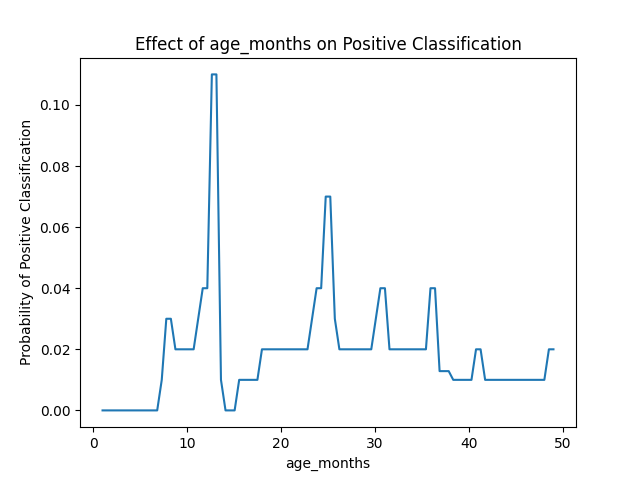 Effect of age_months on Positive Classification
Probability of Positive Classification
0.10
0.08
0.06
0.04
0.02
0.00
0 10 20 30 40 50
age_months